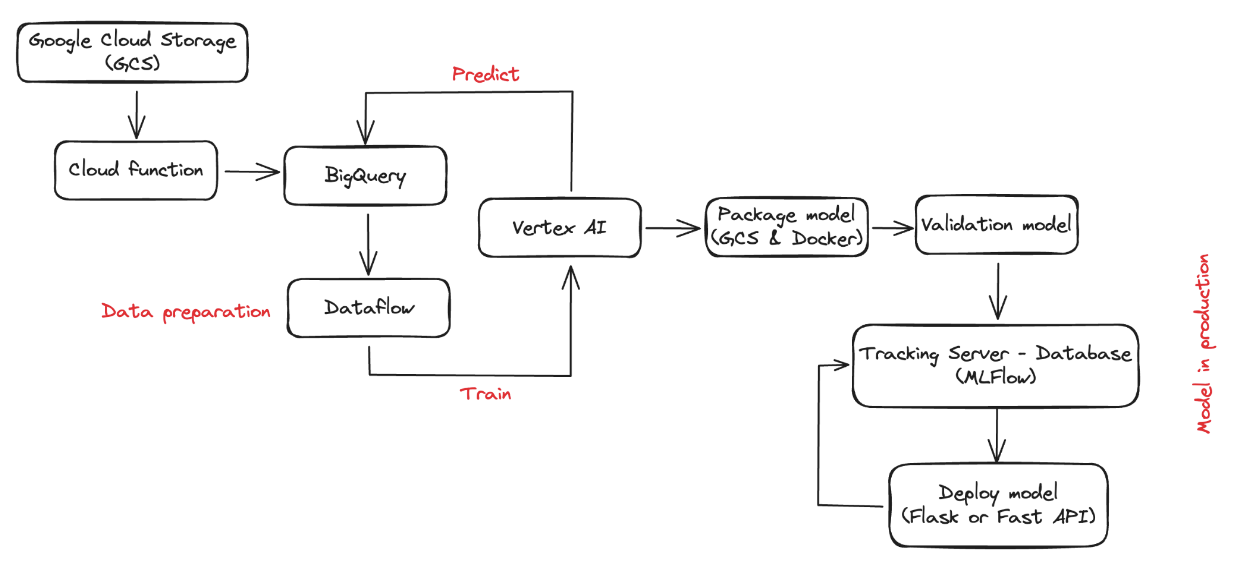 Google Cloud Storage
(GCS)
Cloud function
Predict
BigQuery
Data preparation
Dataflow
Train
Vertex AI
Package model
(GCS & Docker)
Validation model
Tracking Server - Database
(MLFlow)
Deploy model
(Flask or Fast API)
Model in production